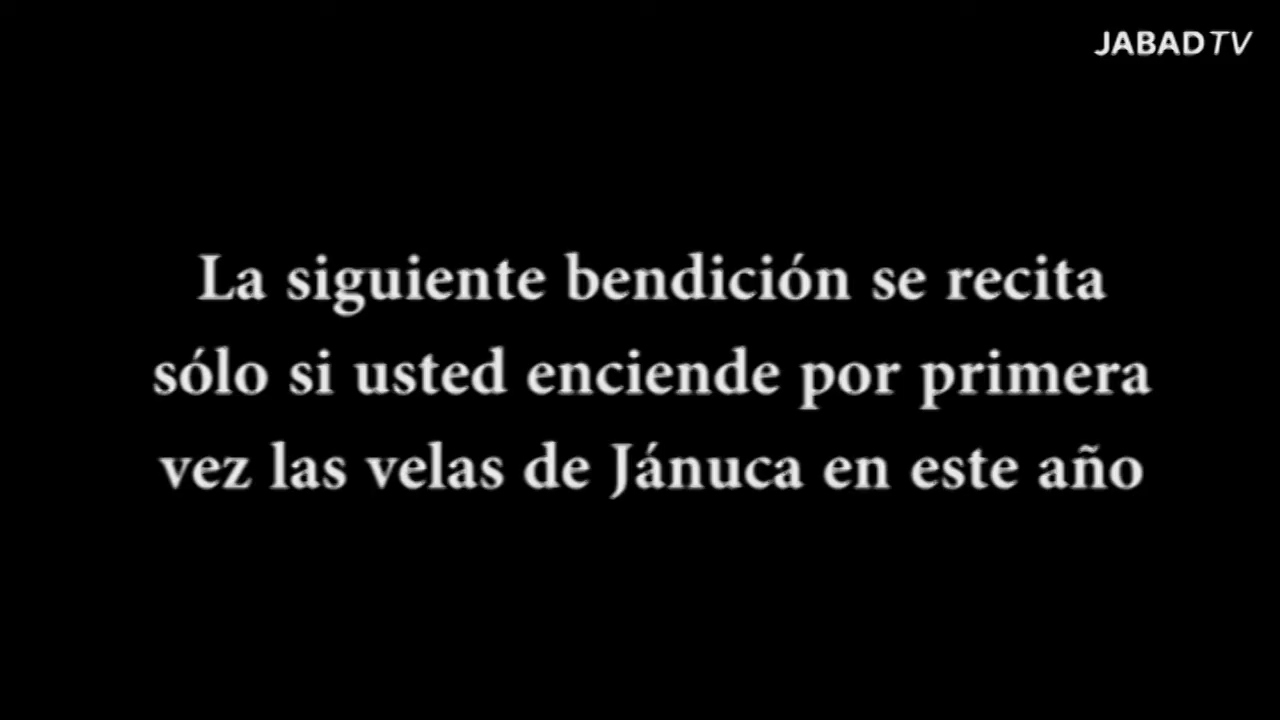 JABADTV
La siguiente bendición se recita
sólo si usted enciende por primera
vez las velas de Jánuca en este año